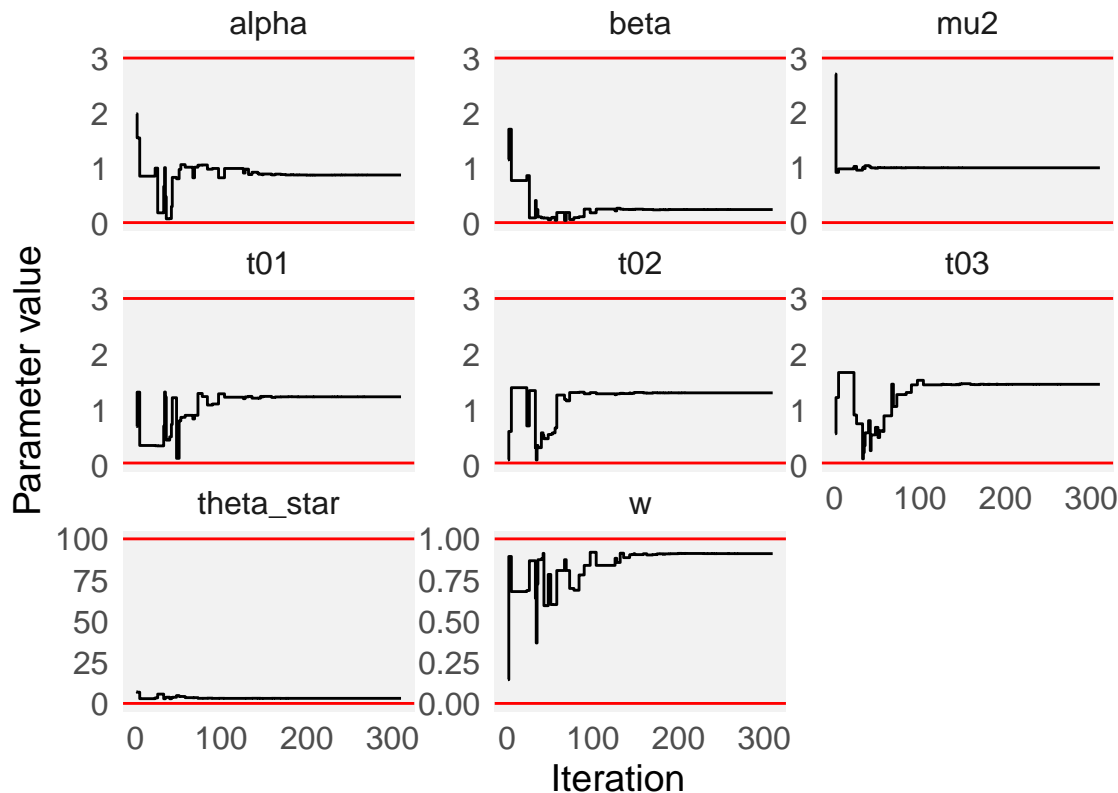 alpha beta mu2
3 3 3
2 2 2
1 1 1
0 0 0
t01 t02 t03
3 3 3
2 2 2
1 1 1
0 0 0
0 100 200 300
theta_star w
100 1.00
75 0.75
50 0.50
25 0.25
0 0.00
0 100 200 300 0 100 200 300
Iteration
Parameter value